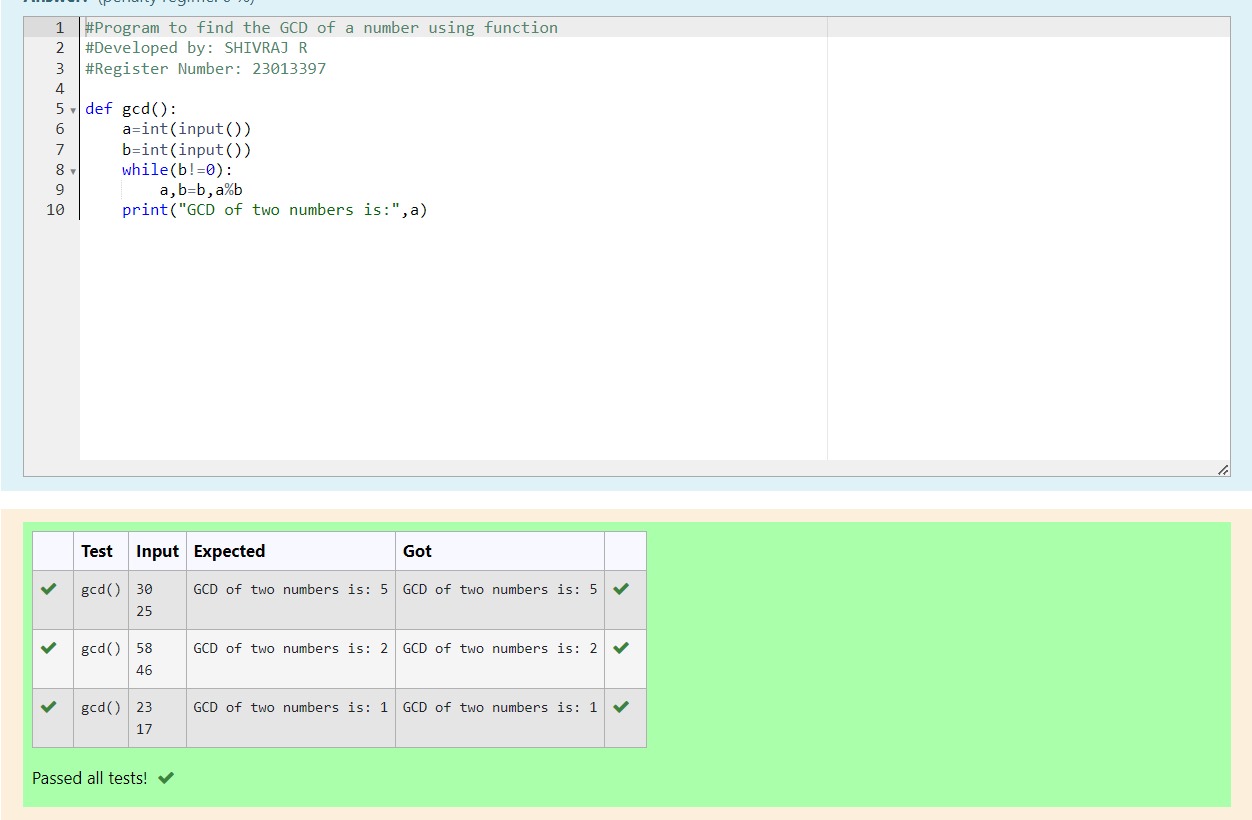 Answer: (penalty regime: 0 %)
1 #Program to find the GCD of a number using function
2 #Developed by: SHIVRAJ R
3 #Register Number: 23013397
4
5 def gcd():
6 a=int(input())
7 b=int(input())
8 while(b!=0):
9 a,b=b,a%b
10 print("GCD of two numbers is:",a)
Test Input Expected Got
gcd() 30 GCD of two numbers is: 5 GCD of two numbers is: 5
25
gcd() 58 GCD of two numbers is: 2 GCD of two numbers is: 2
46
gcd() 23 GCD of two numbers is: 1 GCD of two numbers is: 1
17
Passed all tests!